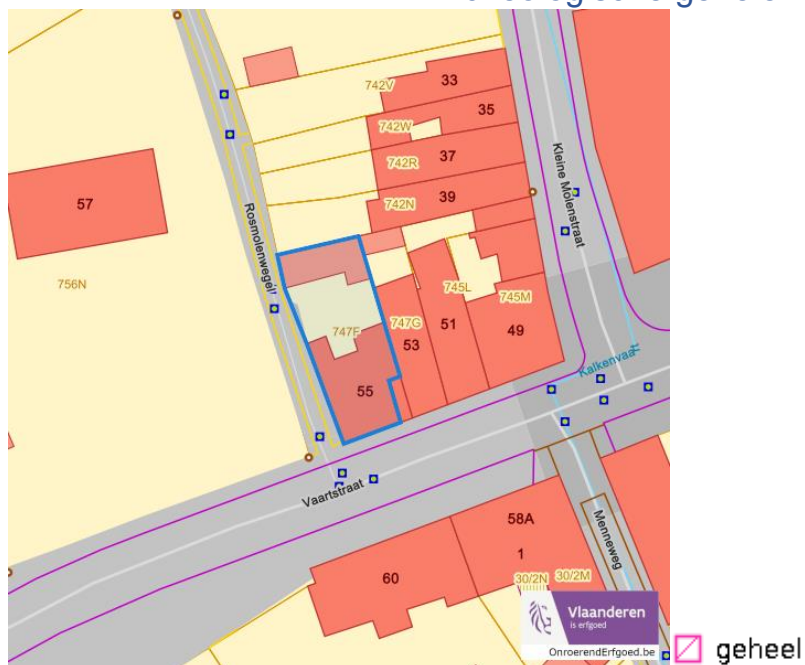 33
742V
35
742W
37
742R
39
742N
57
Rosmolenwegel
Kleine Molenstraat
756N
745L
745M
747G
747F
51
53
49
55
Kalkenvaart
Vaartstraat
58A
1
60
30/2N
30/2M
Menneweg
Vlaanderen
is erfgoed
OnroerendErfgoed.be
geheel